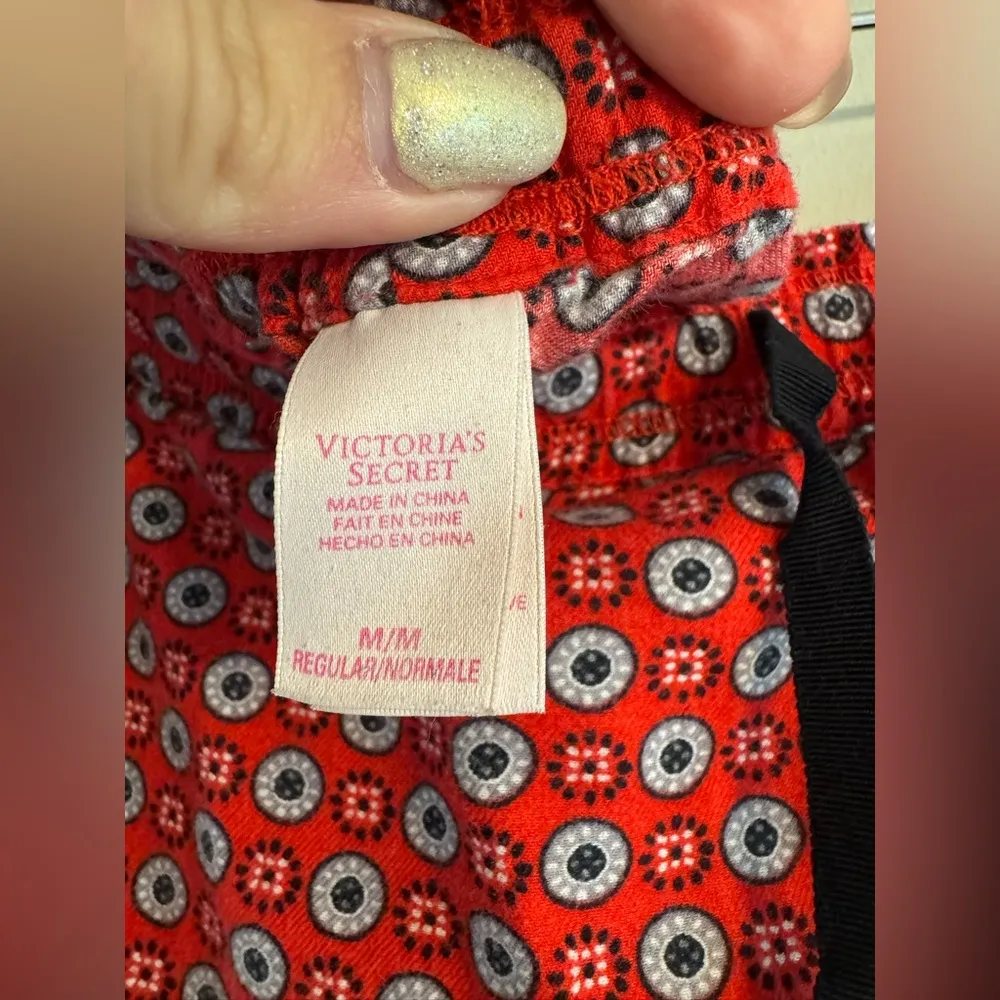 VICTORIA'S
SECRET
MADE IN CHINA
FAIT EN CHINE
HECHO EN CHINA
M/M
REGULAR/NORMALE